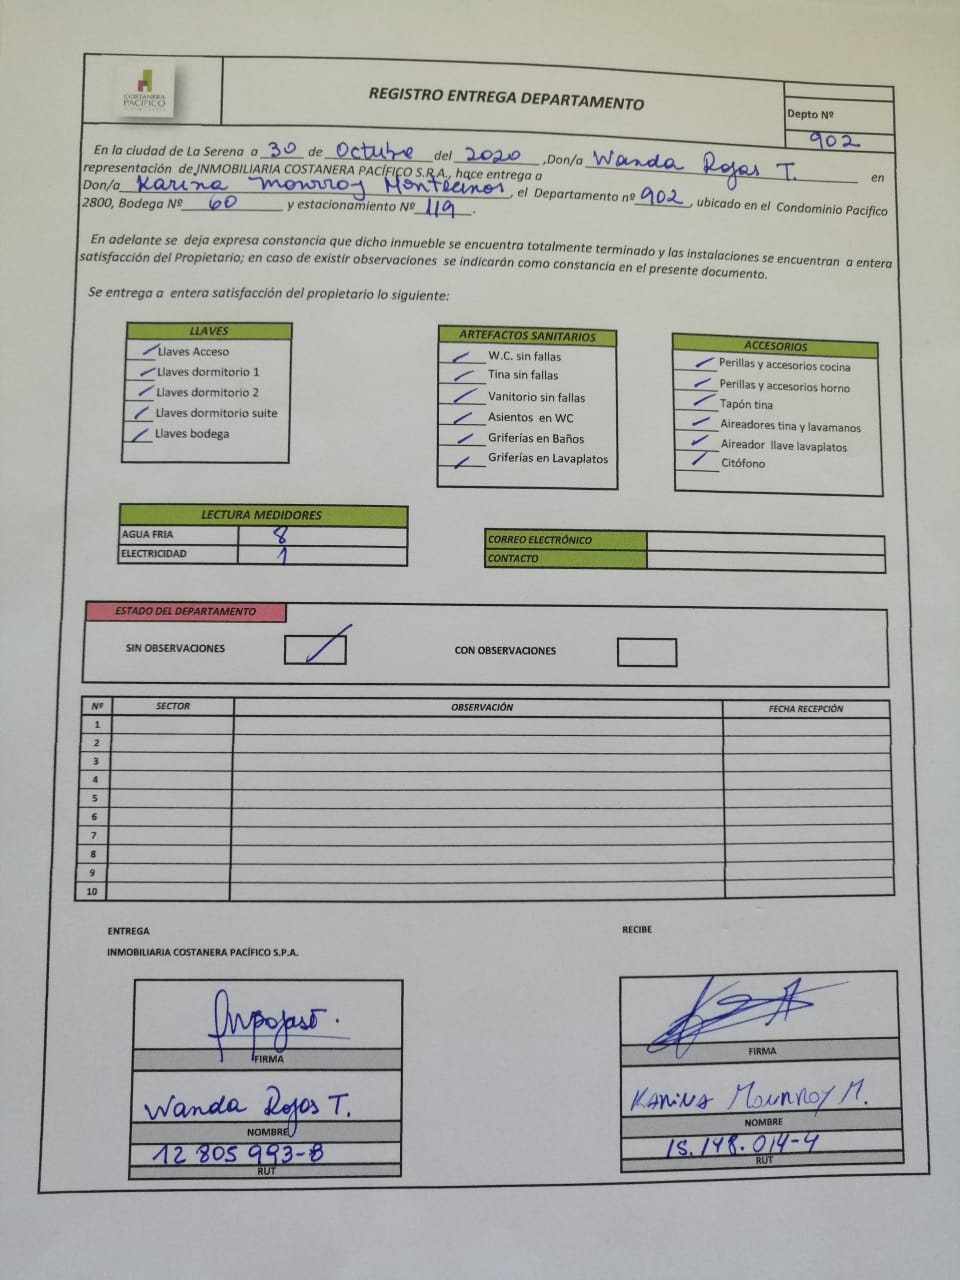 COSTANERA
PACÍFICO
REGISTRO ENTREGA DEPARTAMENTO
Depto Nº
902
En la ciudad de La Serena a 30 de Octubre del 2020 ,Don/a Wanda Rojas T. en
representación de INMOBILIARIA COSTANERA PACÍFICO S.R.A., hace entrega a
Don/a Karina Monrroy Montecinos, el Departamento nº 902, ubicado en el Condominio Pacifico
2800, Bodega Nº 60 y estacionamiento Nº 119.
En adelante se deja expresa constancia que dicho inmueble se encuentra totalmente terminado y las instalaciones se encuentran a entera
satisfacción del Propietario; en caso de existir observaciones se indicarán como constancia en el presente documento.
Se entrega a entera satisfacción del propietario lo siguiente:
LLAVES
Llaves Acceso
Llaves dormitorio 1
Llaves dormitorio 2
Llaves dormitorio suite
Llaves bodega
ARTEFACTOS SANITARIOS
W.C. sin fallas
Tina sin fallas
Vanitorio sin fallas
Asientos en WC
Griferías en Baños
Griferías en Lavaplatos
ACCESORIOS
Perillas y accesorios cocina
Perillas y accesorios horno
Tapón tina
Aireadores tina y lavamanos
Aireador llave lavaplatos
Citófono
LECTURA MEDIDORES
AGUA FRIA 8
ELECTRICIDAD 1
CORREO ELECTRÓNICO
CONTACTO
ESTADO DEL DEPARTAMENTO
SIN OBSERVACIONES
CON OBSERVACIONES
Nº SECTOR OBSERVACIÓN FECHA RECEPCIÓN
1
2
3
4
5
6
7
8
9
10
ENTREGA
INMOBILIARIA COSTANERA PACÍFICO S.P.A.
FIRMA
Wanda Rojas T.
NOMBRE
12 805 993-8
RUT
RECIBE
FIRMA
Karina Monrroy M.
NOMBRE
15.148.014-4
RUT